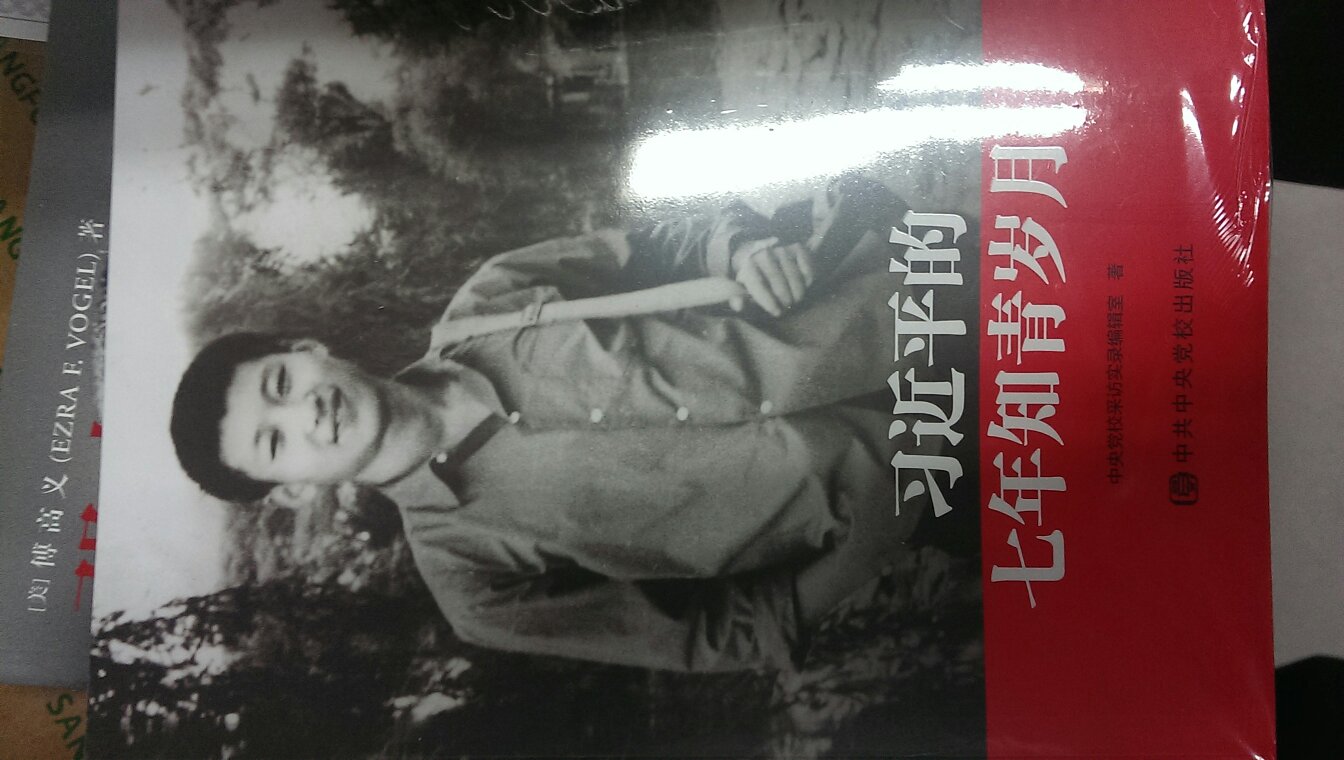 习近平的
七年知青岁月
中央党校采访实录编辑室 著
中共中央党校出版社
[美] 傅高义 (EZRA F. VOGEL) 著
SAN